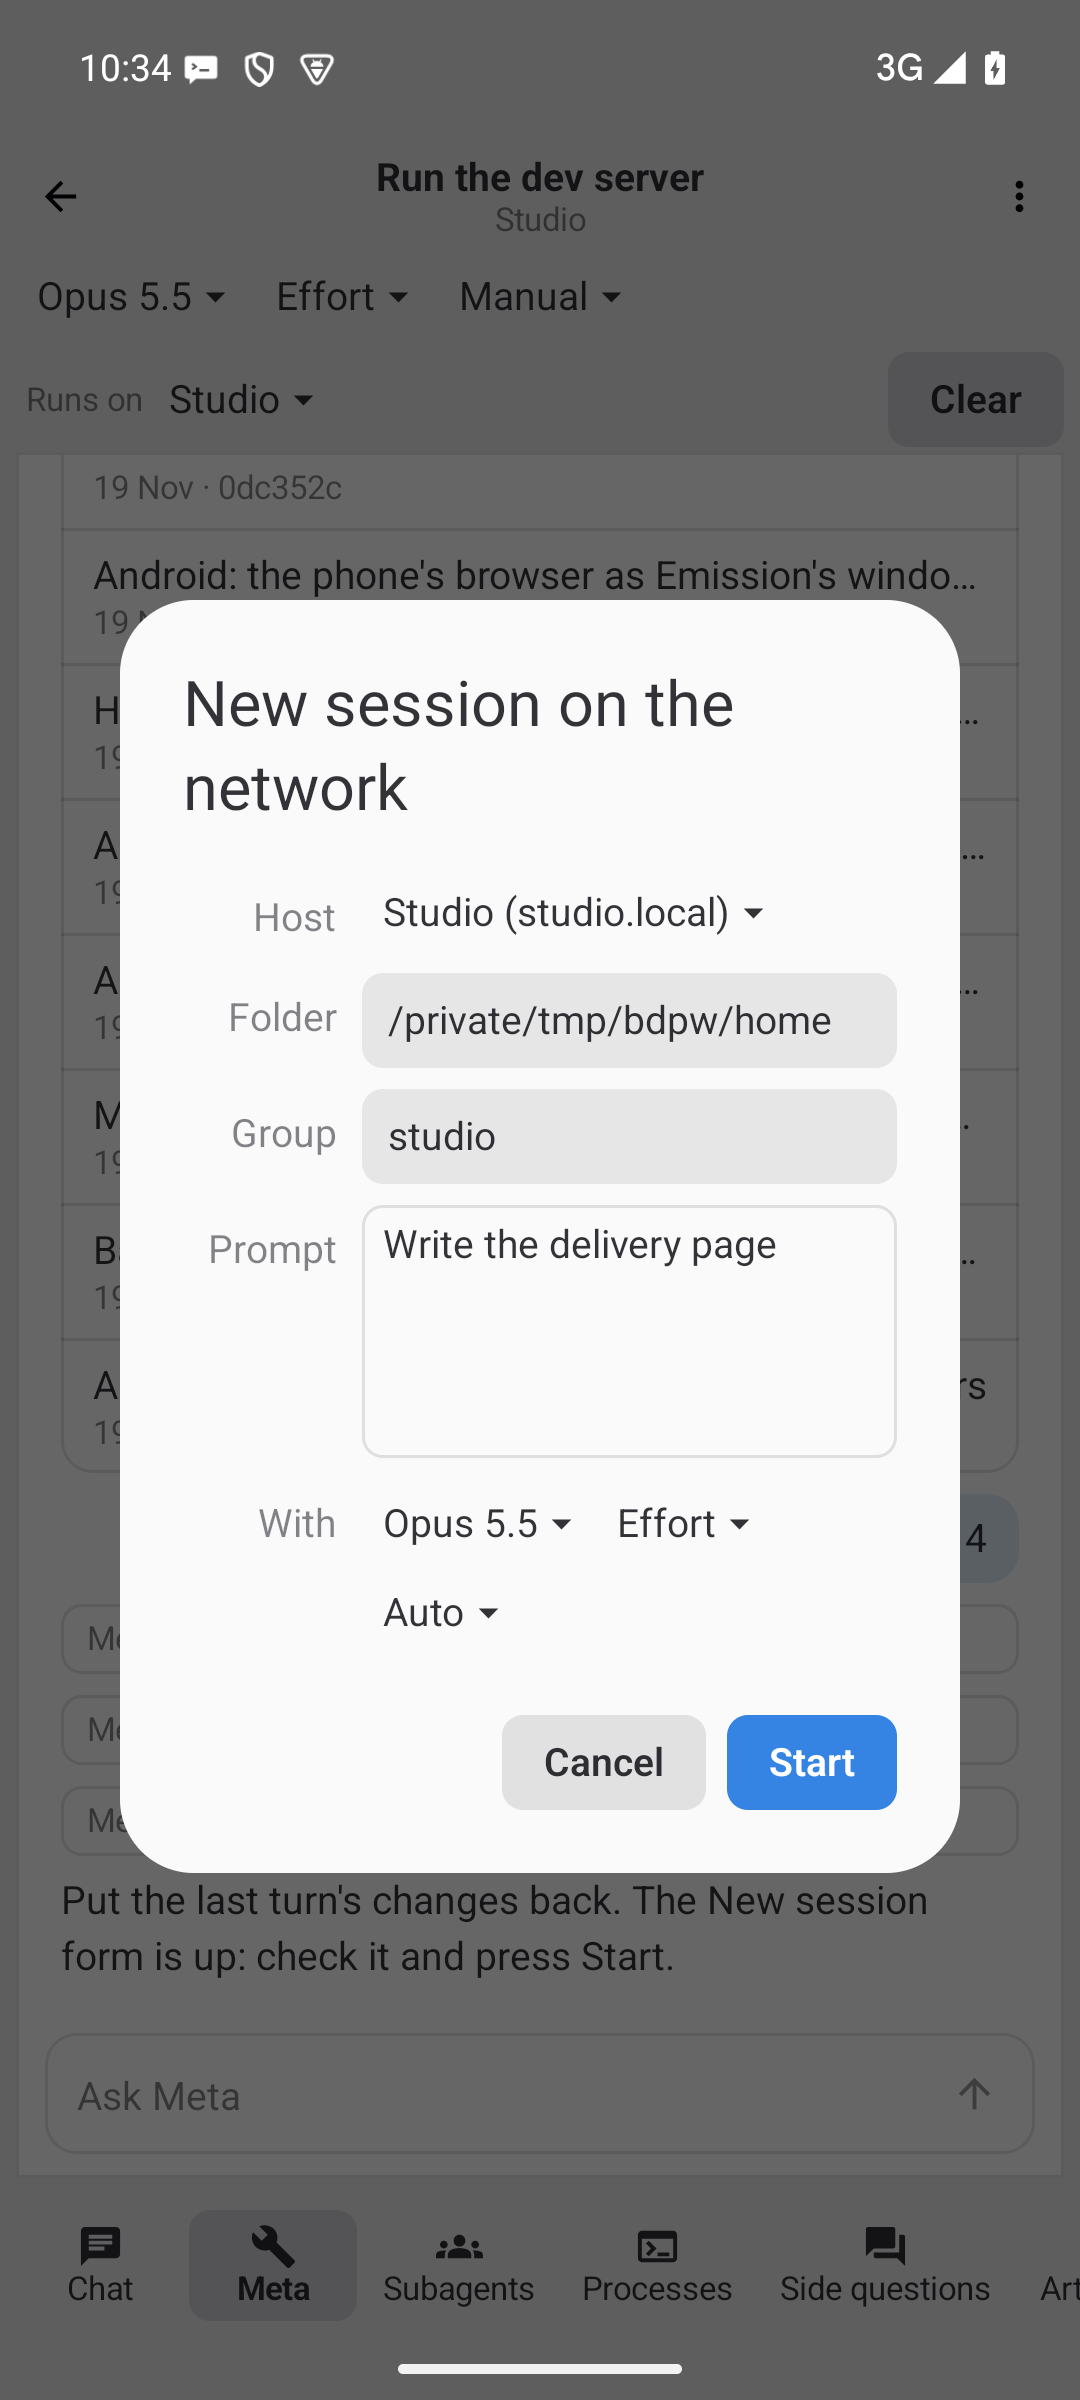 10:34
3G
Run the dev server
Studio
Opus 5.5
Effort
Manual
Runs on
Studio
Clear
19 Nov · 0dc352c
Android: the phone's browser as Emission's windo…
19
New session on the
network
Host
Studio (studio.local)
Folder
/private/tmp/bdpw/home
Group
studio
Prompt
Write the delivery page
With
Opus 5.5
Effort
Auto
4
Cancel
Start
Put the last turn's changes back. The New session
form is up: check it and press Start.
Ask Meta
Chat
Meta
Subagents
Processes
Side questions